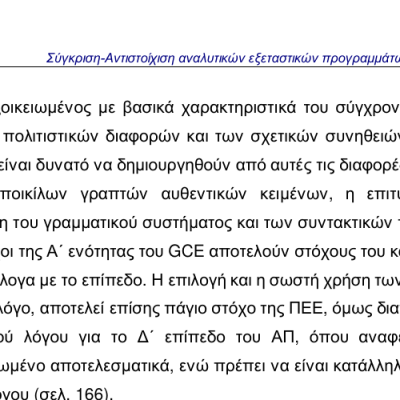 Σύγκριση-Αντιστοίχιση αναλυτικών εξεταστικών προγραμμάτω
οικειωμένος με βασικά χαρακτηριστικά του σύγχρον
πολιτιστικών διαφορών και των σχετικών συνηθειώ
είναι δυνατό να δημιουργηθούν από αυτές τις διαφορέ
ποικίλων γραπτών αυθεντικών κειμένων, η επιτ
η του γραμματικού συστήματος και των συντακτικών
οι της Α΄ ενότητας του GCE αποτελούν στόχους του κ
λογα με το επίπεδο. Η επιλογή και η σωστή χρήση των
λόγο, αποτελεί επίσης πάγιο στόχο της ΠΕΕ, όμως δια
ού λόγου για το Δ΄ επίπεδο του ΑΠ, όπου αναφ
ωμένο αποτελεσματικά, ενώ πρέπει να είναι κατάλληλ
γου (σελ. 166).